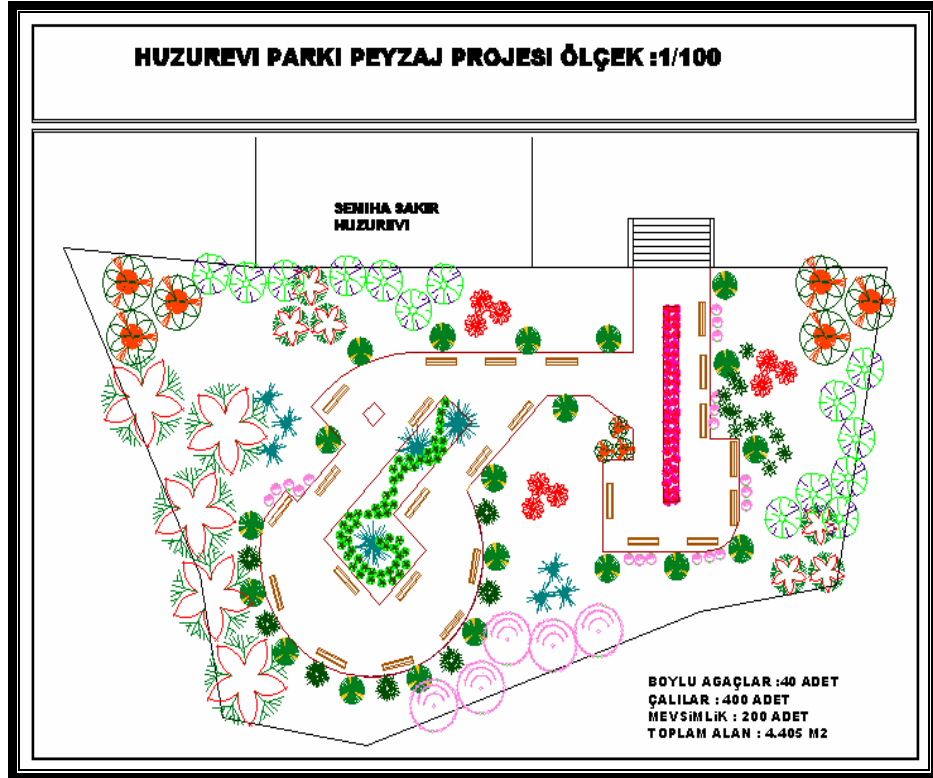 HUZUREVI PARKI PEYZAJ PROJESI ÖLÇEK :1/100
SEMIHA SAKIR
HUZUREVI
BOYLU AGAÇLAR :40 ADET
ÇALILAR : 400 ADET
MEVSiMLiK : 200 ADET
TOPLAM ALAN : 4.405 M2